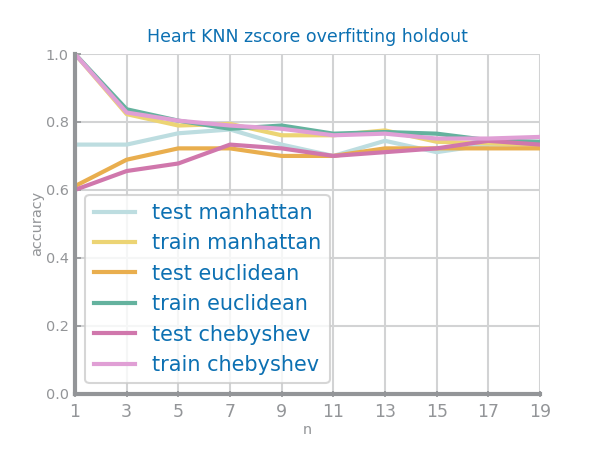 Heart KNN zscore overfitting holdout
1.0
0.8
0.6
0.4
0.2
0.0
accuracy
test manhattan
train manhattan
test euclidean
train euclidean
test chebyshev
train chebyshev
1 3 5 7 9 11 13 15 17 19
n